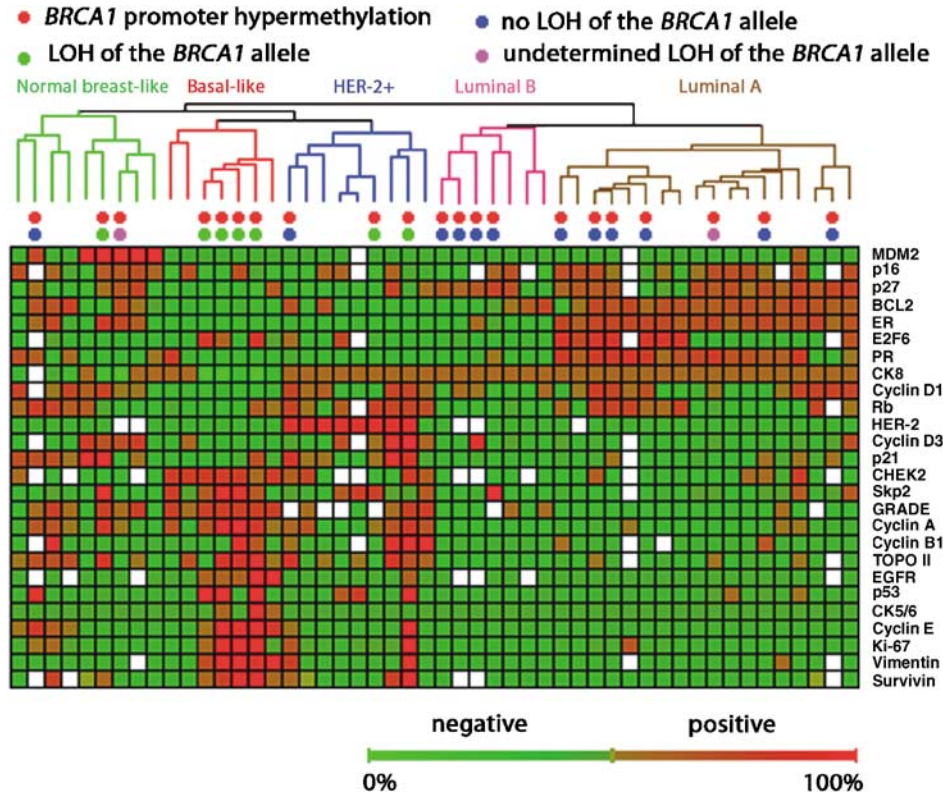 BRCA1 promoter hypermethylation
no LOH of the BRCA1 allele
LOH of the BRCA1 allele
undetermined LOH of the BRCA1 allele
Normal breast-like
Basal-like
HER-2+
Luminal B
Luminal A
MDM2
p16
p27
BCL2
ER
E2F6
PR
CK8
Cyclin D1
Rb
HER-2
Cyclin D3
p21
CHEK2
Skp2
GRADE
Cyclin A
Cyclin B1
TOPO II
EGFR
p53
CK5/6
Cyclin E
Ki-67
Vimentin
Survivin
negative
positive
0%
100%